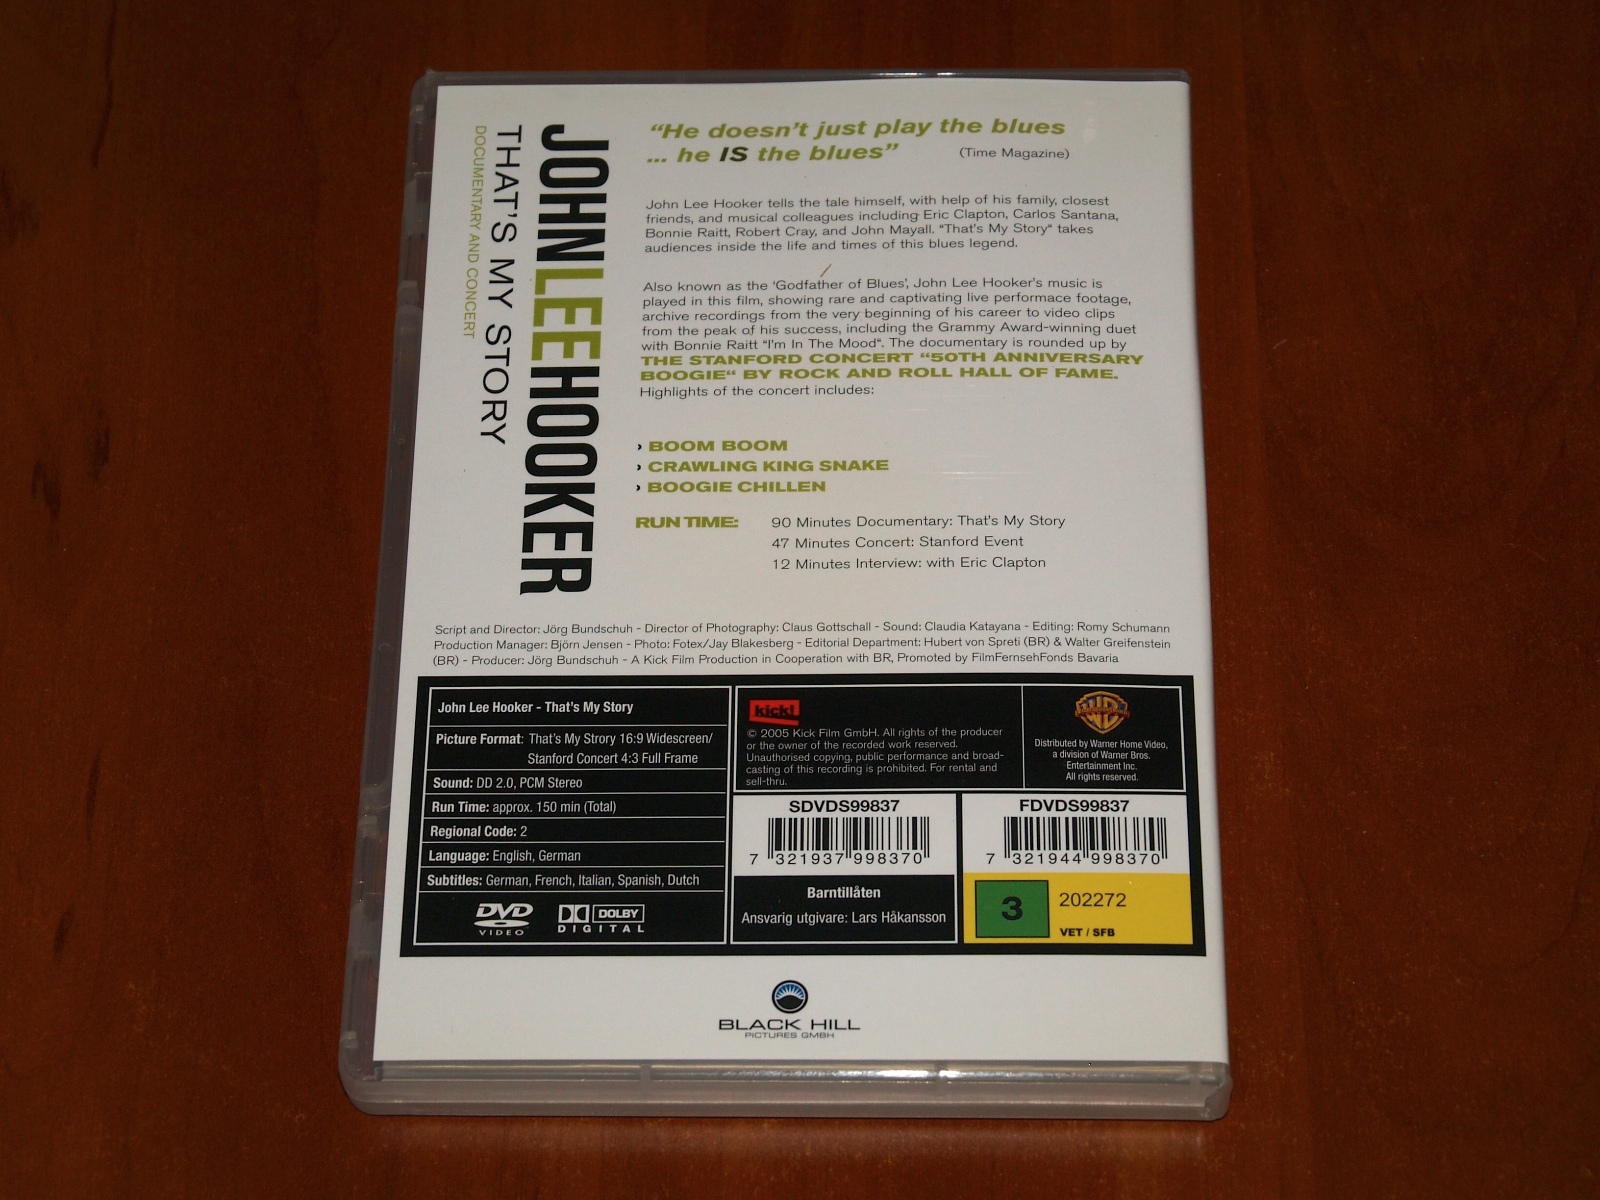 JOHN LEE HOOKER
THAT'S MY STORY
DOCUMENTARY AND CONCERT
"He doesn't just play the blues
... he IS the blues" (Time Magazine)
John Lee Hooker tells the tale himself, with help of his family, closest
friends, and musical colleagues including Eric Clapton, Carlos Santana,
Bonnie Raitt, Robert Cray, and John Mayall. "That's My Story" takes
audiences inside the life and times of this blues legend.
Also known as the 'Godfather of Blues', John Lee Hooker's music is
played in this film, showing rare and captivating live performace footage,
archive recordings from the very beginning of his career to video clips
from the peak of his success, including the Grammy Award-winning duet
with Bonnie Raitt "I'm In The Mood". The documentary is rounded up by
THE STANFORD CONCERT "50TH ANNIVERSARY
BOOGIE" BY ROCK AND ROLL HALL OF FAME.
Highlights of the concert includes:
› BOOM BOOM
› CRAWLING KING SNAKE
› BOOGIE CHILLEN
RUN TIME: 90 Minutes Documentary: That's My Story
47 Minutes Concert: Stanford Event
12 Minutes Interview: with Eric Clapton
Script and Director: Jörg Bundschuh - Director of Photography: Claus Gottschall - Sound: Claudia Katayana - Editing: Romy Schumann
Production Manager: Björn Jensen - Photo: Fotex/Jay Blakesberg - Editorial Department: Hubert von Spreti (BR) & Walter Greifenstein
(BR) - Producer: Jörg Bundschuh - A Kick Film Production in Cooperation with BR, Promoted by FilmFernsehFonds Bavaria
John Lee Hooker - That's My Story
Picture Format: That's My Strory 16:9 Widescreen/
Stanford Concert 4:3 Full Frame
Sound: DD 2.0, PCM Stereo
Run Time: approx. 150 min (Total)
Regional Code: 2
Language: English, German
Subtitles: German, French, Italian, Spanish, Dutch
DVD
VIDEO
DOLBY
DIGITAL
kick!
© 2005 Kick Film GmbH. All rights of the producer
or the owner of the recorded work reserved.
Unauthorised copying, public performance and broad-
casting of this recording is prohibited. For rental and
sell-thru.
WB
Distributed by Warner Home Video,
a division of Warner Bros.
Entertainment Inc.
All rights reserved.
SDVDS99837
7 321937 998370
Barntillåten
Ansvarig utgivare: Lars Håkansson
FDVDS99837
7 321944 998370
3
202272
VET / SFB
BLACK HILL
PICTURES GMBH